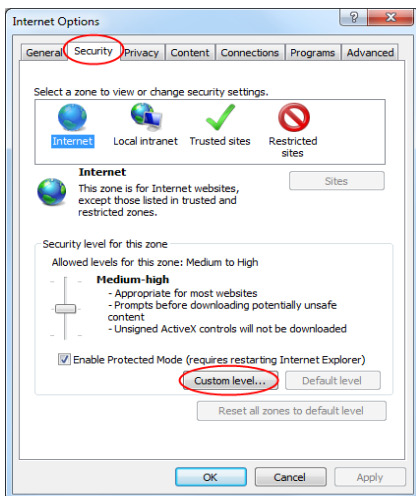 Internet Options
General Security Privacy Content Connections Programs Advanced
Select a zone to view or change security settings.
Internet Local intranet Trusted sites Restricted
sites
Internet
Sites
This zone is for Internet websites,
except those listed in trusted and
restricted zones.
Security level for this zone
Allowed levels for this zone: Medium to High
Medium-high
- Appropriate for most websites
- Prompts before downloading potentially unsafe
content
- Unsigned ActiveX controls will not be downloaded
Enable Protected Mode (requires restarting Internet Explorer)
Custom level... Default level
Reset all zones to default level
OK Cancel Apply